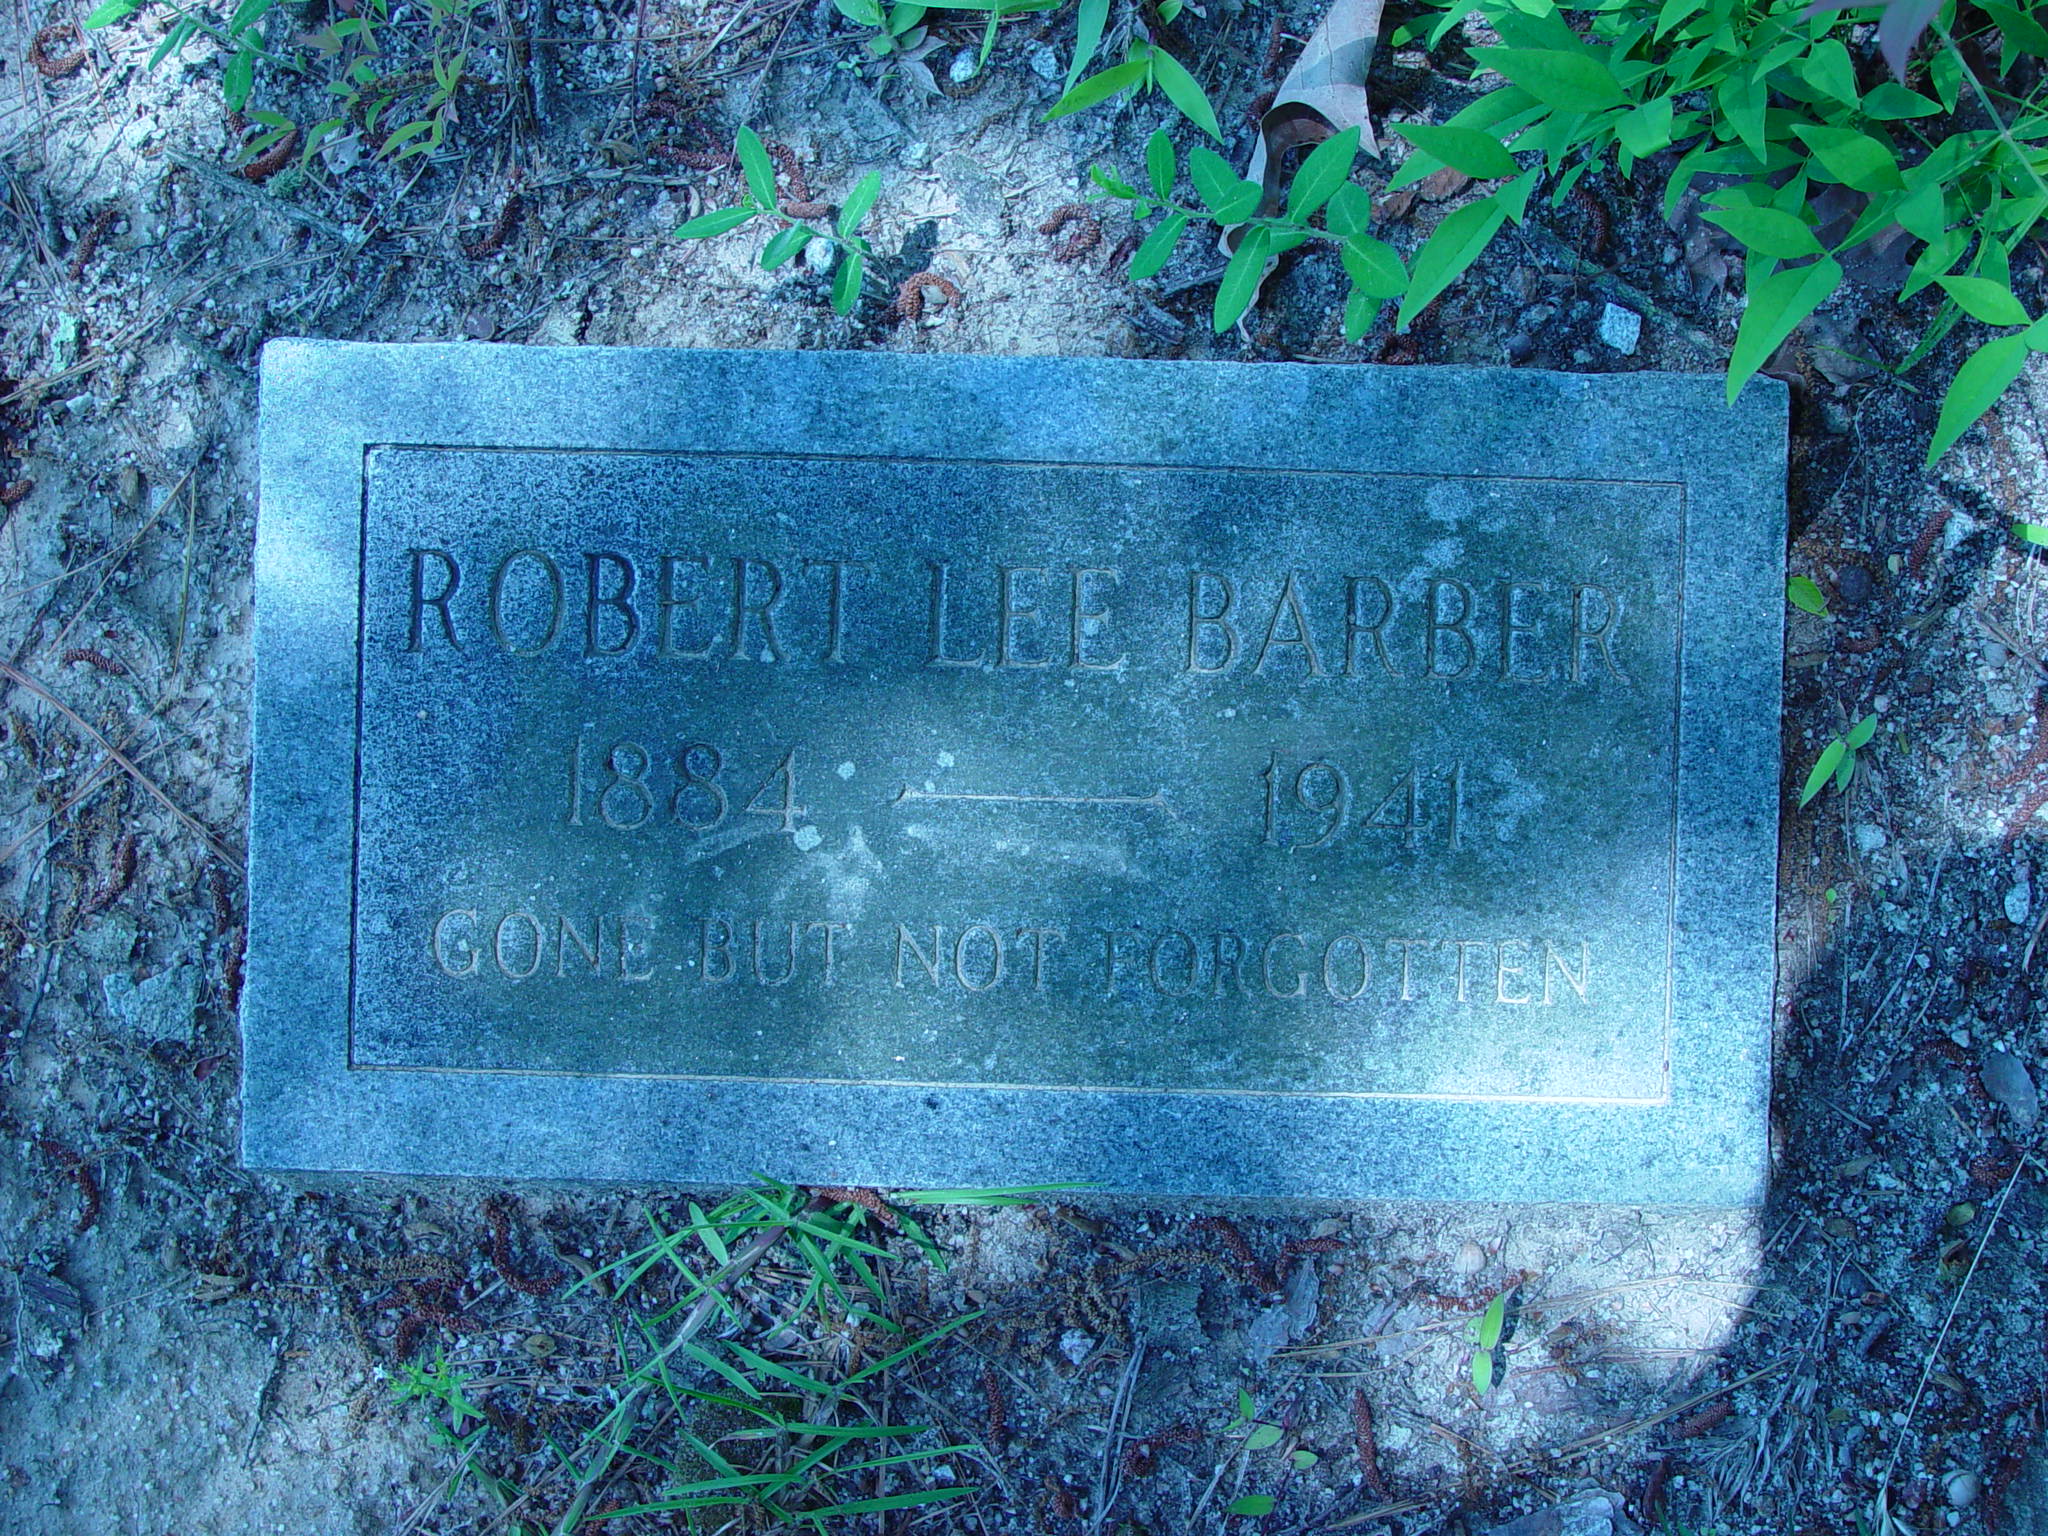 ROBERT LEE BARBER
1884 — 1941
GONE BUT NOT FORGOTTEN